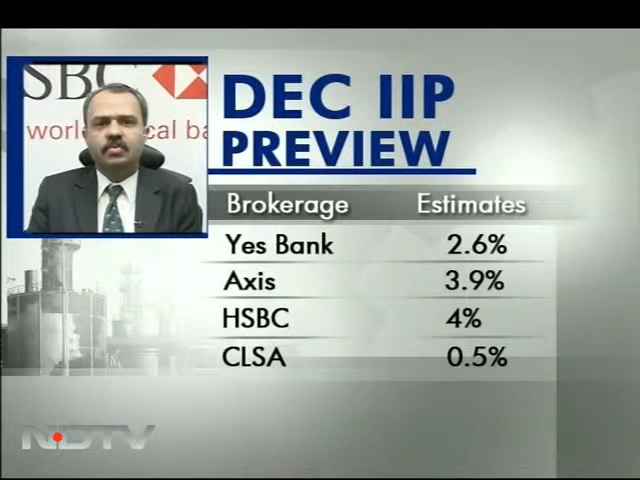 SBC
world
cal ba
DEC IIP
PREVIEW
Brokerage Estimates
Yes Bank 2.6%
Axis 3.9%
HSBC 4%
CLSA 0.5%
NDTV